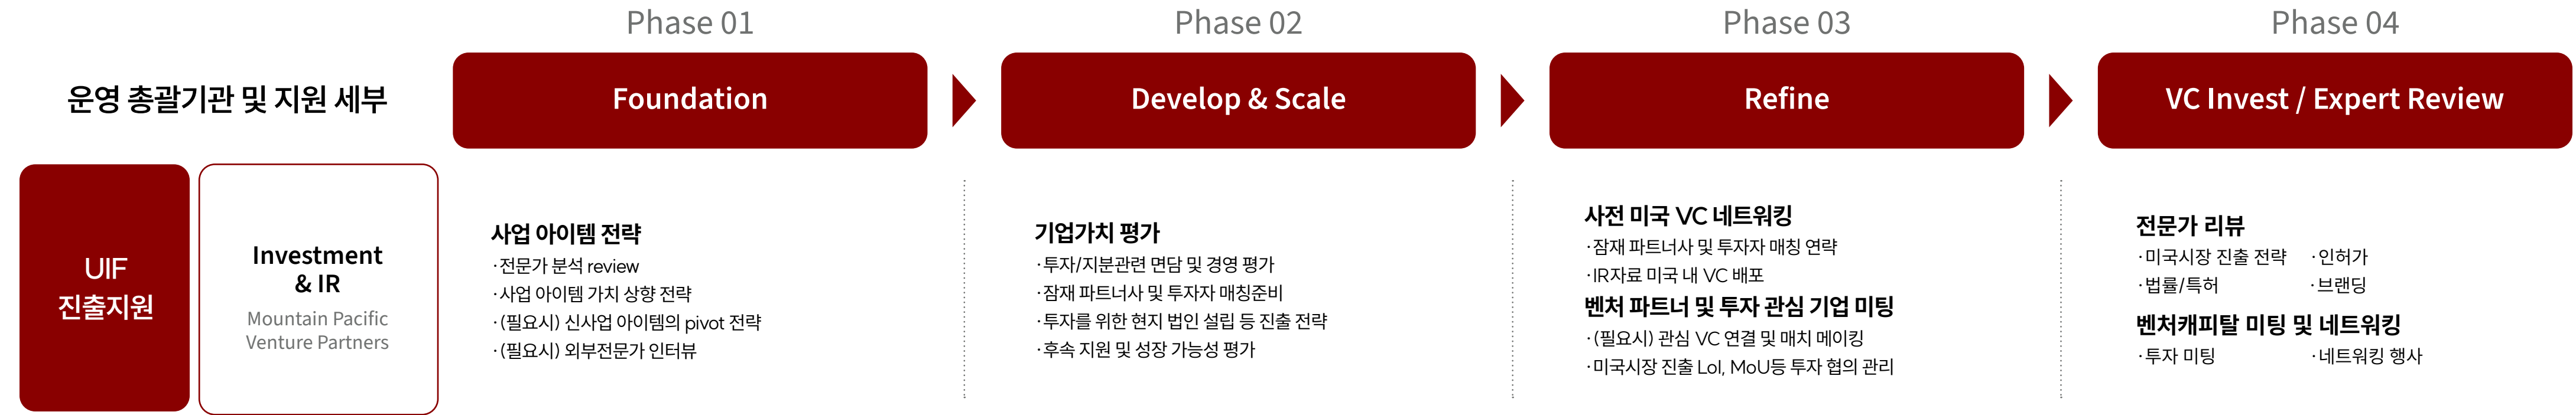 Phase 01
Phase 02
Phase 03
Phase 04
운영 총괄기관 및 지원 세부
Foundation
Develop & Scale
Refine
VC Invest / Expert Review
UIF
진출지원
Investment
& IR
Mountain Pacific
Venture Partners
사업 아이템 전략
·전문가 분석 review
·사업 아이템 가치 상향 전략
·(필요시) 신사업 아이템의 pivot 전략
·(필요시) 외부전문가 인터뷰
기업가치 평가
·투자/지분관련 면담 및 경영 평가
·잠재 파트너사 및 투자자 매칭준비
·투자를 위한 현지 법인 설립 등 진출 전략
·후속 지원 및 성장 가능성 평가
사전 미국 VC 네트워킹
·잠재 파트너사 및 투자자 매칭 연락
·IR자료 미국 내 VC 배포
벤처 파트너 및 투자 관심 기업 미팅
·(필요시) 관심 VC 연결 및 매치 메이킹
·미국시장 진출 LoI, MoU등 투자 협의 관리
전문가 리뷰
·미국시장 진출 전략 ·인허가
·법률/특허 ·브랜딩
벤처캐피탈 미팅 및 네트워킹
·투자 미팅 ·네트워킹 행사